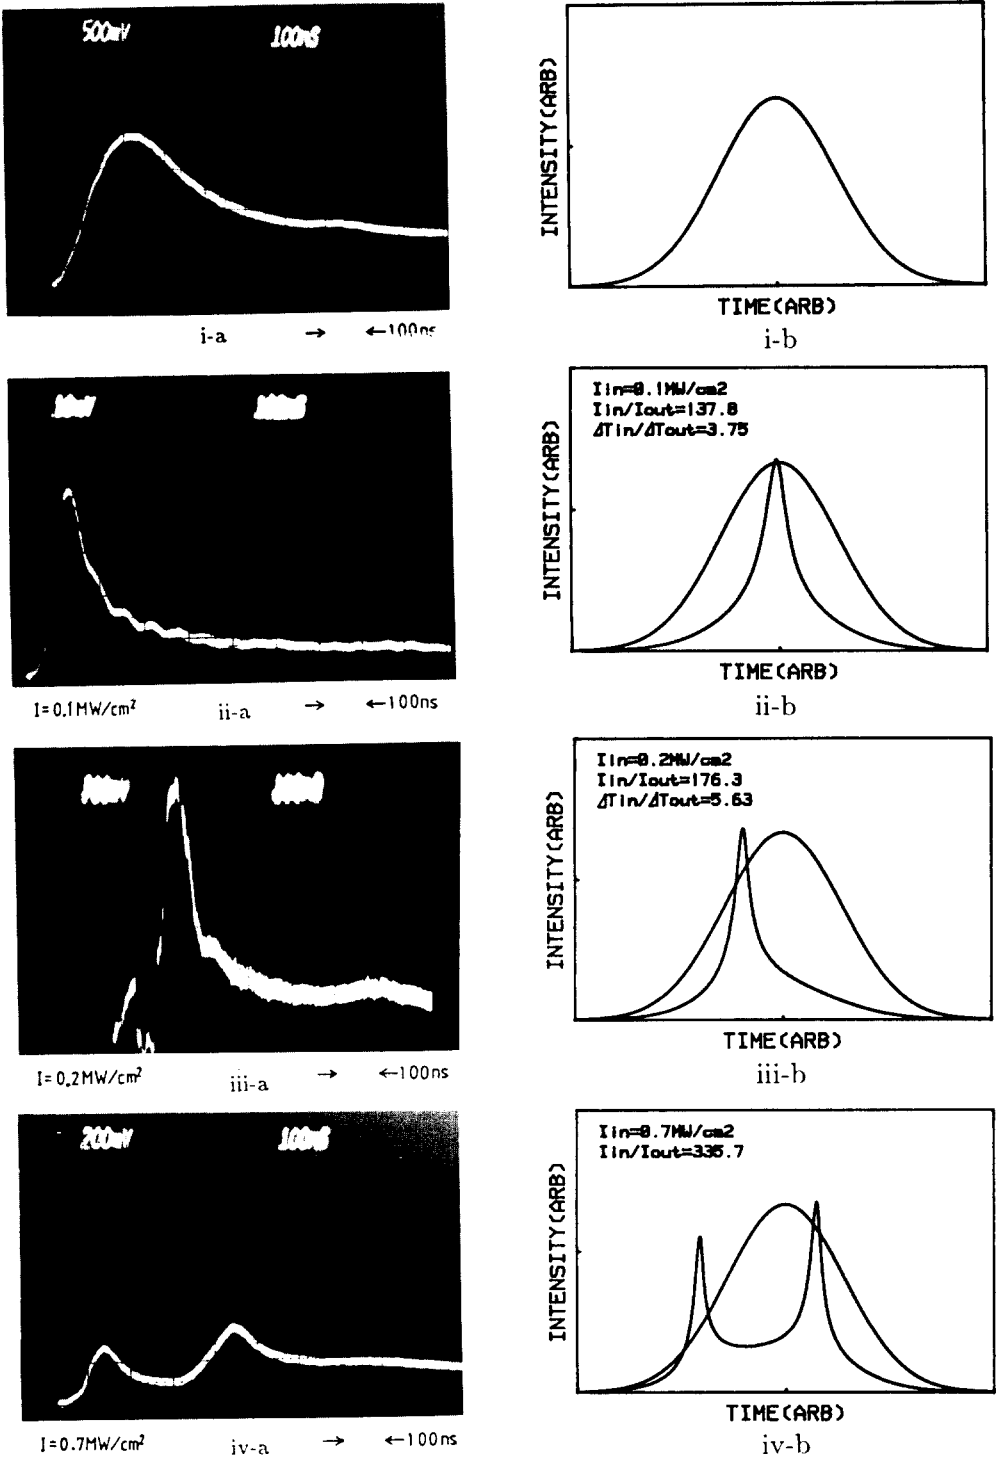 500mV 100nS
INTENSITY(ARB)
TIME(ARB)
i-a → ←100ns
i-b
10mV 100nS
IIn=0.1MW/cm2
IIn/Iout=137.8
ΔTin/ΔTout=3.75
INTENSITY(ARB)
TIME(ARB)
I=0.1MW/cm² ii-a → ←100ns
ii-b
IIn=0.2MW/cm2
IIn/Iout=176.3
ΔTin/ΔTout=5.63
INTENSITY(ARB)
TIME(ARB)
I=0.2MW/cm² iii-a → ←100ns
iii-b
200mV 100nS
IIn=0.7MW/cm2
IIn/Iout=335.7
INTENSITY(ARB)
TIME(ARB)
I=0.7MW/cm² iv-a → ←100ns
iv-b